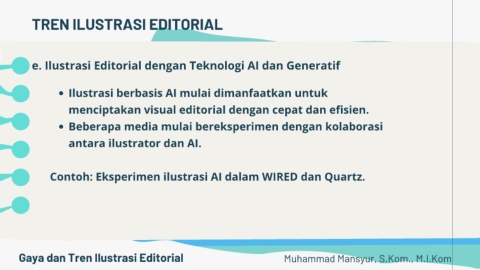 TREN ILUSTRASI EDITORIAL
e. Ilustrasi Editorial dengan Teknologi AI dan Generatif
• Ilustrasi berbasis AI mulai dimanfaatkan untuk
menciptakan visual editorial dengan cepat dan efisien.
• Beberapa media mulai bereksperimen dengan kolaborasi
antara ilustrator dan AI.
Contoh: Eksperimen ilustrasi AI dalam WIRED dan Quartz.
Gaya dan Tren Ilustrasi Editorial
Muhammad Mansyur, S.Kom., M.I.Kom